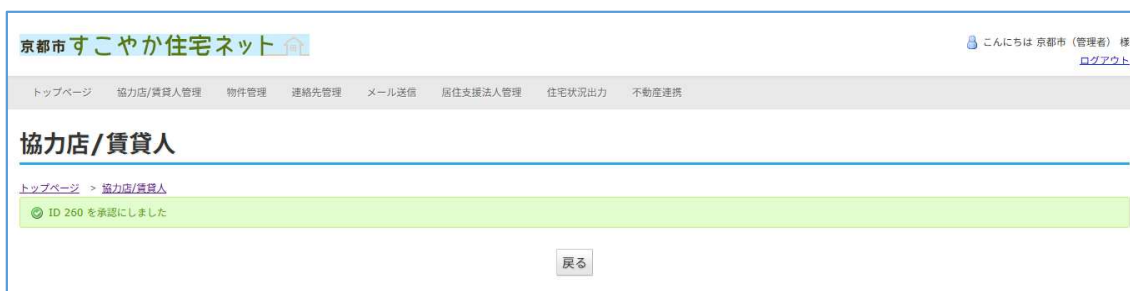 京都市すこやか住宅ネット
こんにちは 京都市（管理者） 様
ログアウト
トップページ 協力店/賃貸人管理 物件管理 連絡先管理 メール送信 居住支援法人管理 住宅状況出力 不動産連携
協力店/賃貸人
トップページ > 協力店/賃貸人
ID 260 を承認にしました
戻る